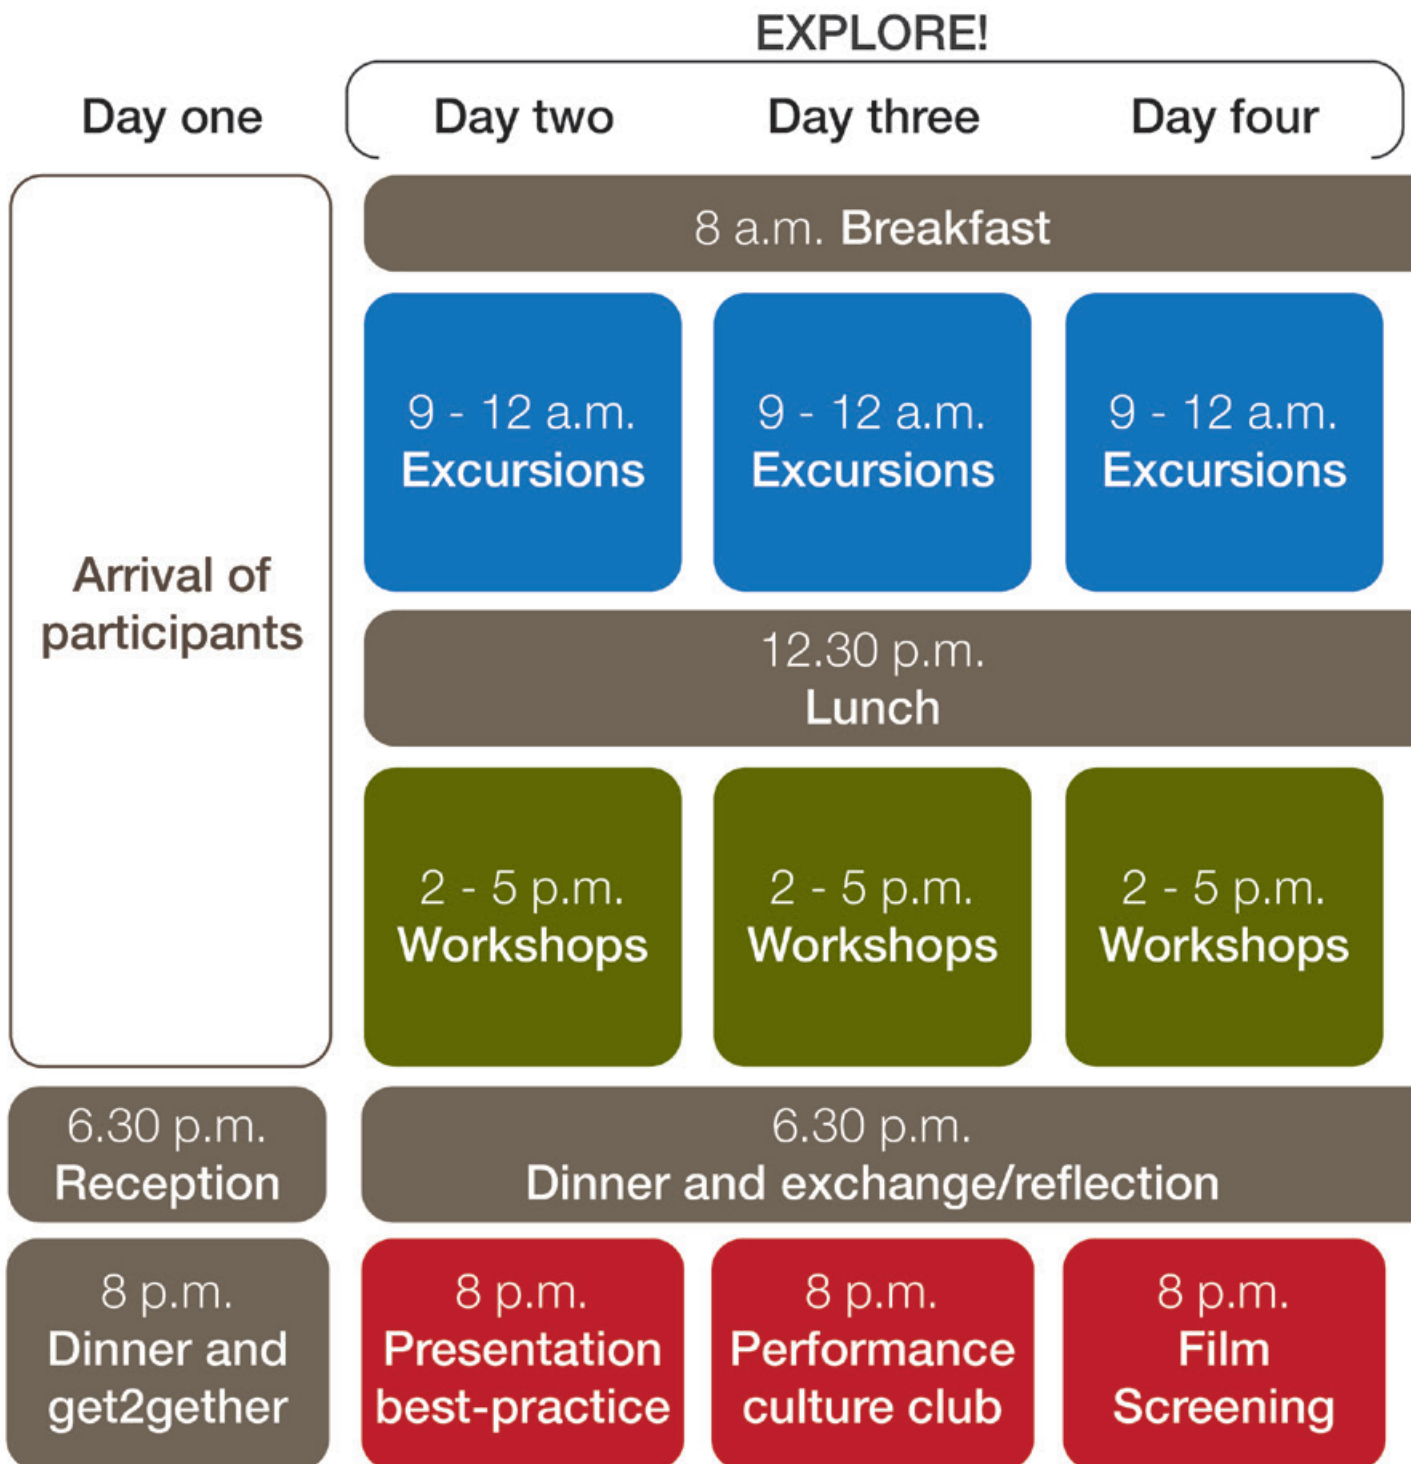 EXPLORE!
Day one
Day two
Day three
Day four
8 a.m. Breakfast
9 - 12 a.m.
Excursions
9 - 12 a.m.
Excursions
9 - 12 a.m.
Excursions
Arrival of
participants
12.30 p.m.
Lunch
2 - 5 p.m.
Workshops
2 - 5 p.m.
Workshops
2 - 5 p.m.
Workshops
6.30 p.m.
Reception
6.30 p.m.
Dinner and exchange/reflection
8 p.m.
Dinner and
get2gether
8 p.m.
Presentation
best-practice
8 p.m.
Performance
culture club
8 p.m.
Film
Screening